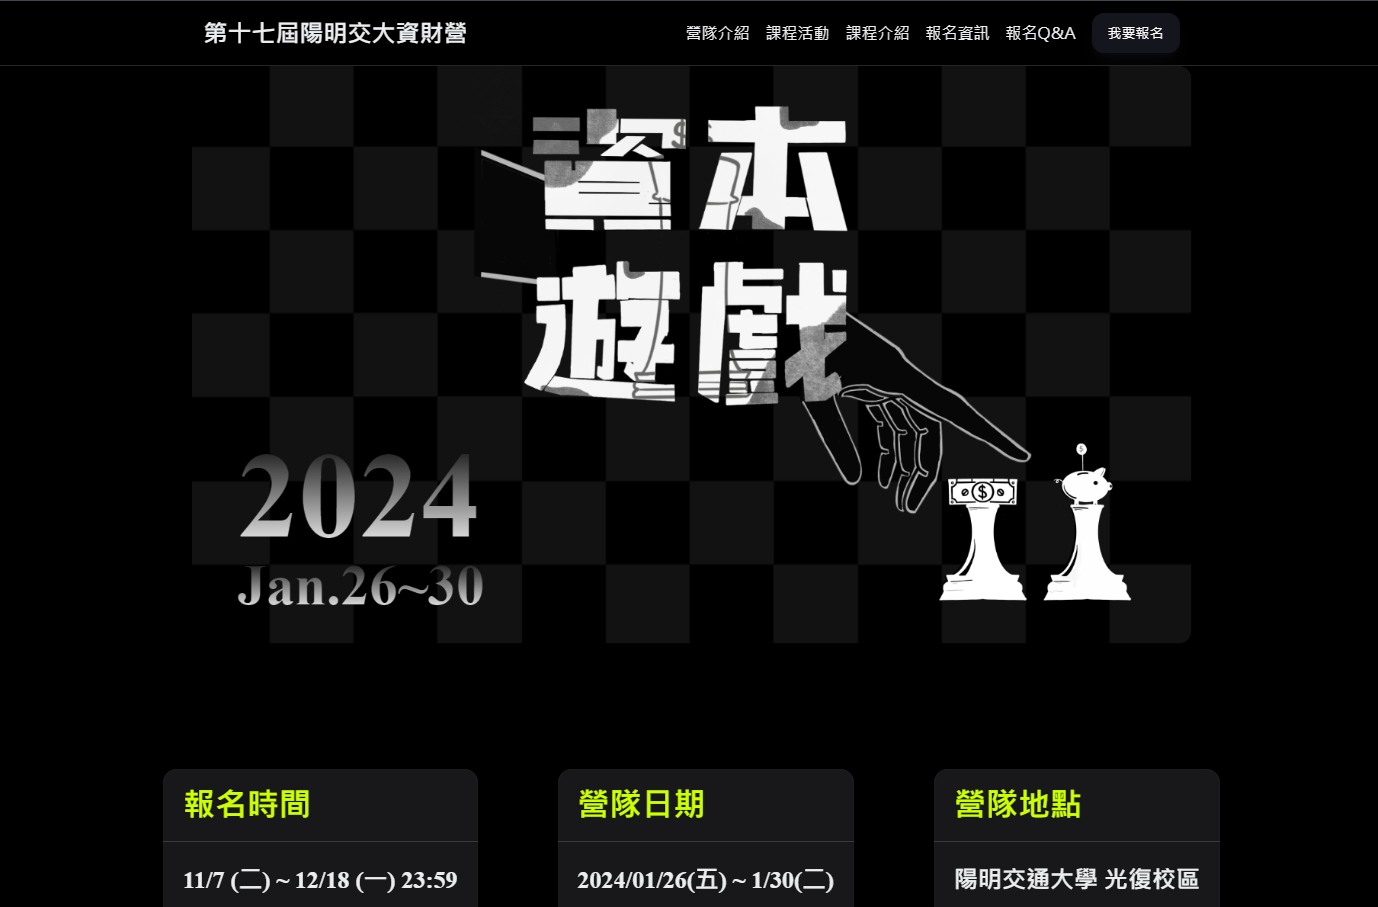 第十七屆陽明交大資財營
營隊介紹 課程活動 課程介紹 報名資訊 報名Q&A 我要報名
資本
遊戲
2024
Jan.26~30
報名時間
11/7 (二) ~ 12/18 (一) 23:59
營隊日期
2024/01/26(五) ~ 1/30(二)
營隊地點
陽明交通大學 光復校區